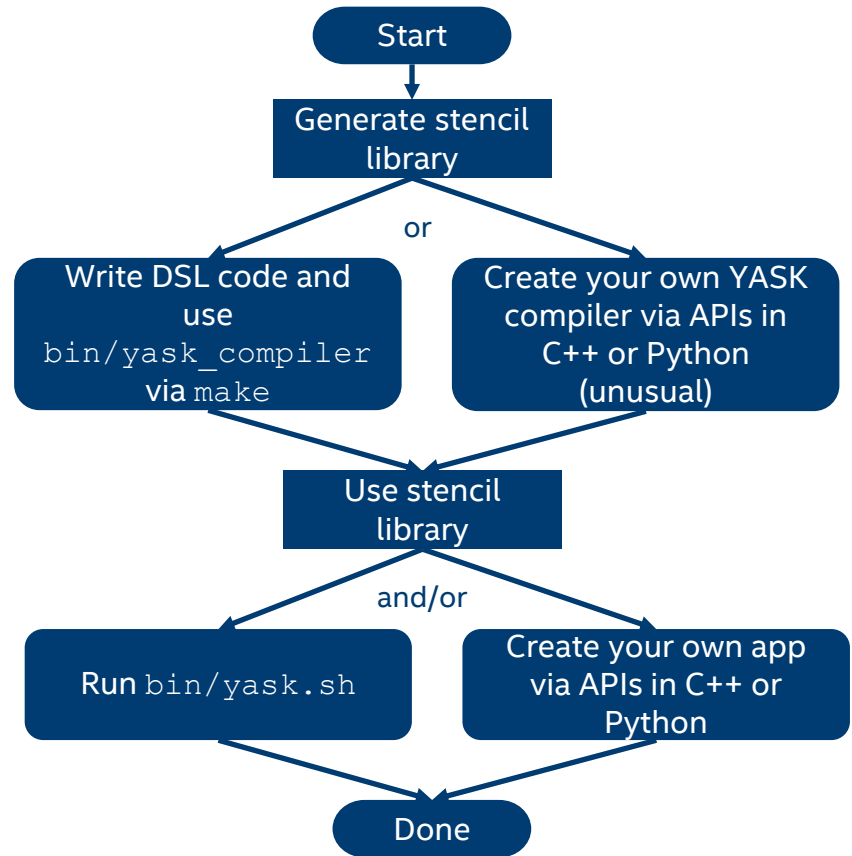 Start
Generate stencil
library
or
Write DSL code and
use
bin/yask_compiler
via make
Create your own YASK
compiler via APIs in
C++ or Python
(unusual)
Use stencil
library
and/or
Run bin/yask.sh
Create your own app
via APIs in C++ or
Python
Done